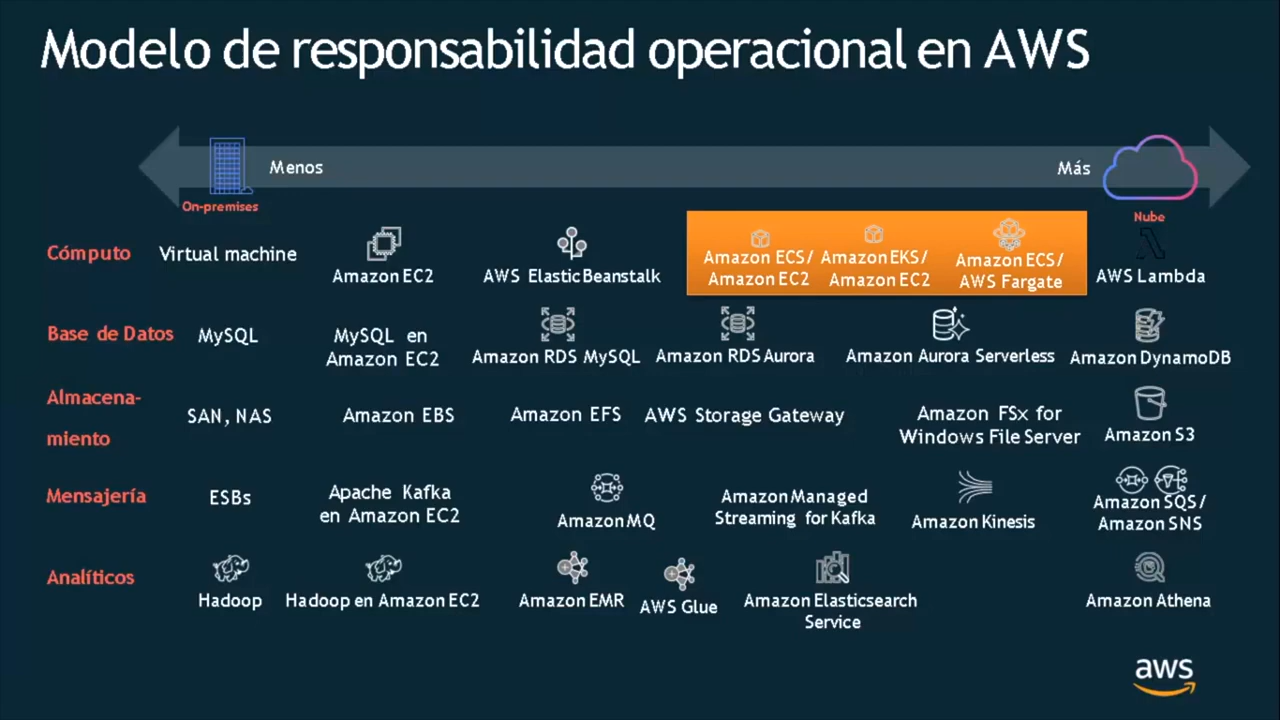 Modelo de responsabilidad operacional en AWS
Menos
Más
On-premises
Nube
Cómputo
Virtual machine
Amazon EC2
AWS ElasticBeanstalk
Amazon ECS/
Amazon EC2
Amazon EKS/
Amazon EC2
Amazon ECS/
AWS Fargate
AWS Lambda
Base de Datos
MySQL
MySQL en
Amazon EC2
Amazon RDS MySQL
Amazon RDS Aurora
Amazon Aurora Serverless
Amazon DynamoDB
Almacena-
miento
SAN, NAS
Amazon EBS
Amazon EFS
AWS Storage Gateway
Amazon FSx for
Windows File Server
Amazon S3
Mensajería
ESBs
Apache Kafka
en Amazon EC2
Amazon MQ
Amazon Managed
Streaming for Kafka
Amazon Kinesis
Amazon SQS/
Amazon SNS
Analíticos
Hadoop
Hadoop en Amazon EC2
Amazon EMR
AWS Glue
Amazon Elasticsearch
Service
Amazon Athena
aws